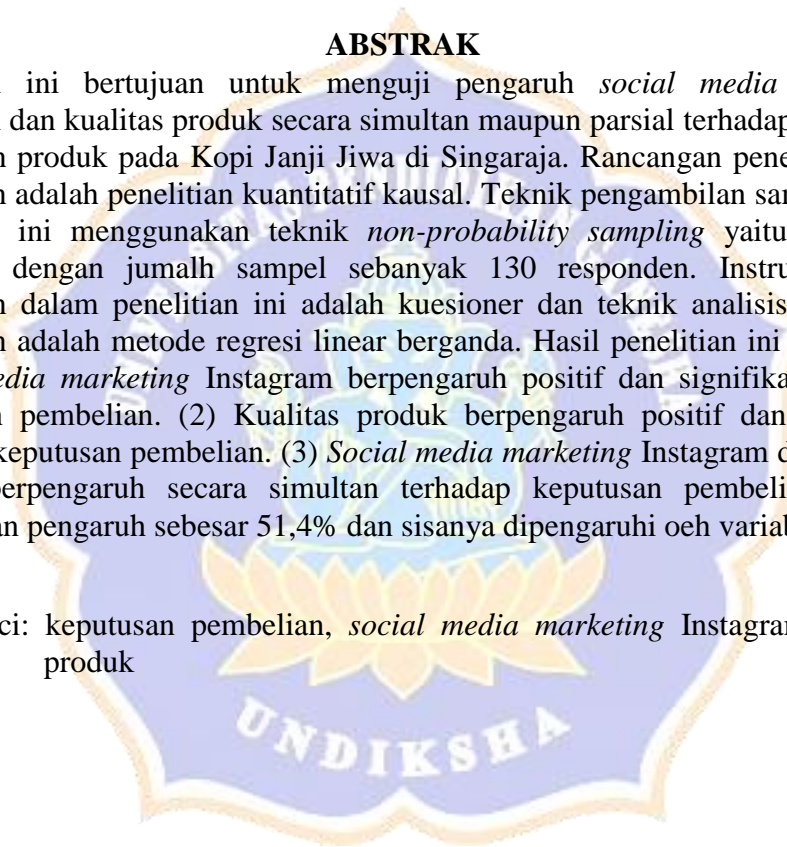 ABSTRAK
ini bertujuan untuk menguji pengaruh social media
dan kualitas produk secara simultan maupun parsial terhadap
produk pada Kopi Janji Jiwa di Singaraja. Rancangan pene
adalah penelitian kuantitatif kausal. Teknik pengambilan sar
ini menggunakan teknik non-probability sampling yaitu
dengan jumalh sampel sebanyak 130 responden. Instru
dalam penelitian ini adalah kuesioner dan teknik analisis
adalah metode regresi linear berganda. Hasil penelitian ini
edia marketing Instagram berpengaruh positif dan signifika
pembelian. (2) Kualitas produk berpengaruh positif dan
keputusan pembelian. (3) Social media marketing Instagram d
berpengaruh secara simultan terhadap keputusan pembeli
an pengaruh sebesar 51,4% dan sisanya dipengaruhi oeh variab
ci: keputusan pembelian, social media marketing Instagra
produk
UNDIKSHA